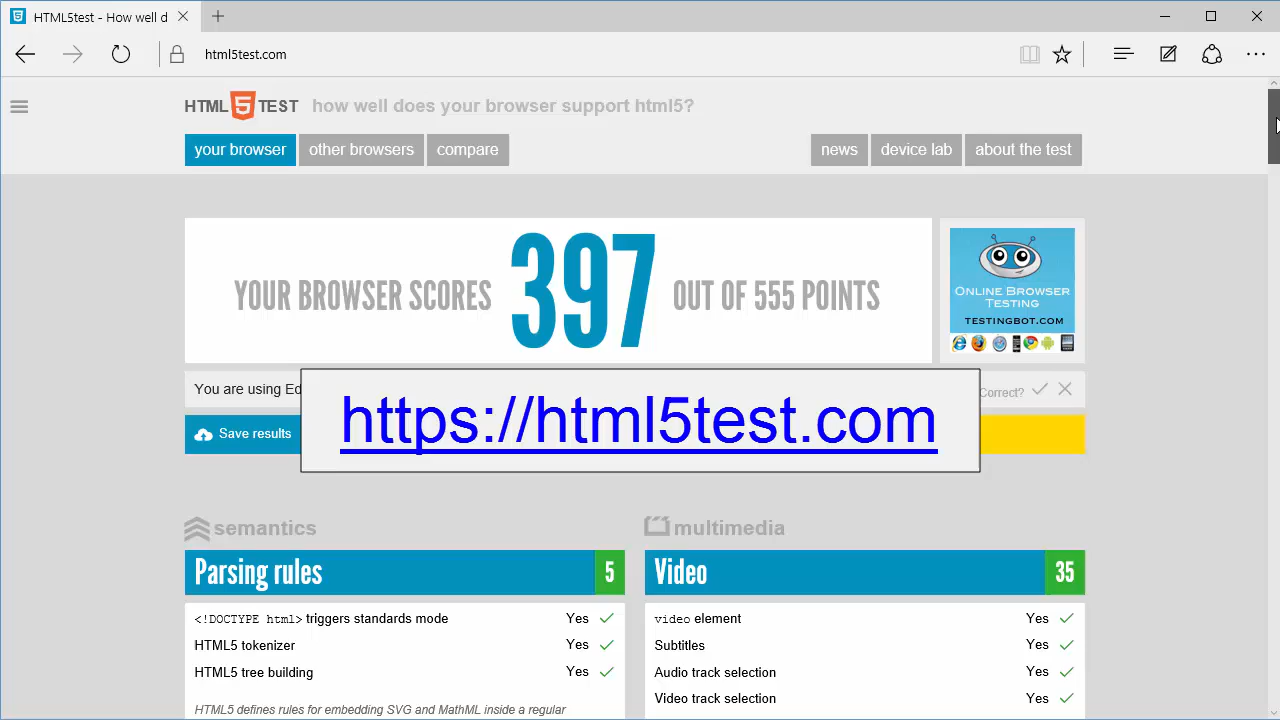 HTML5test - How well d
html5test.com
HTML 5 TEST how well does your browser support html5?
your browser other browsers compare news device lab about the test
YOUR BROWSER SCORES 397 OUT OF 555 POINTS
ONLINE BROWSER
TESTING
TESTINGBOT.COM
You are using Ed
Correct?
https://html5test.com
Save results
semantics
Parsing rules 5
<!DOCTYPE html> triggers standards mode Yes
HTML5 tokenizer Yes
HTML5 tree building Yes
HTML5 defines rules for embedding SVG and MathML inside a regular
multimedia
Video 35
video element Yes
Subtitles Yes
Audio track selection Yes
Video track selection Yes